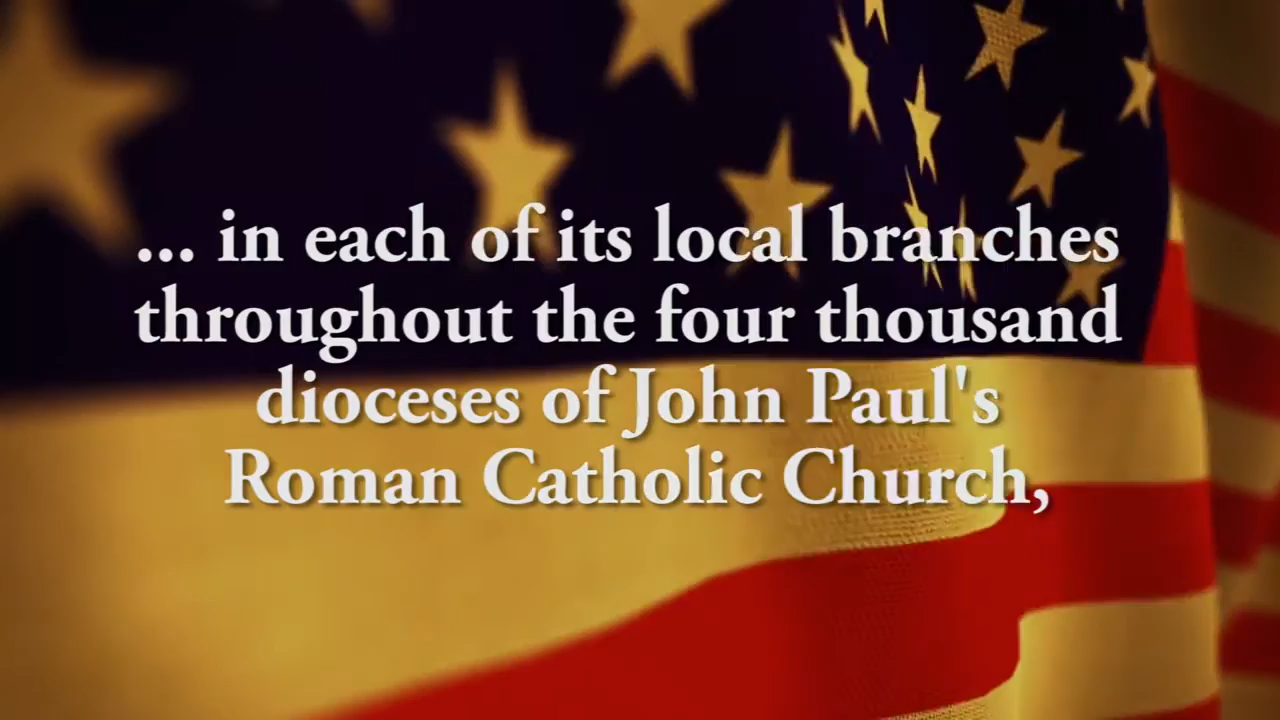 ... in each of its local branches
throughout the four thousand
dioceses of John Paul's
Roman Catholic Church,